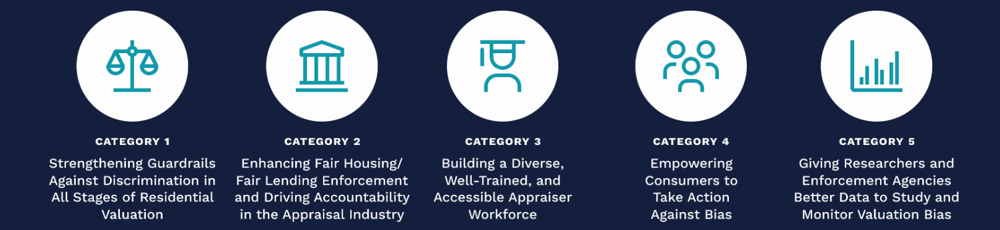 CATEGORY 1
Strengthening Guardrails
Against Discrimination in
All Stages of Residential
Valuation
CATEGORY 2
Enhancing Fair Housing/
Fair Lending Enforcement
and Driving Accountability
in the Appraisal Industry
CATEGORY 3
Building a Diverse,
Well-Trained, and
Accessible Appraiser
Workforce
CATEGORY 4
Empowering
Consumers to
Take Action
Against Bias
CATEGORY 5
Giving Researchers and
Enforcement Agencies
Better Data to Study and
Monitor Valuation Bias